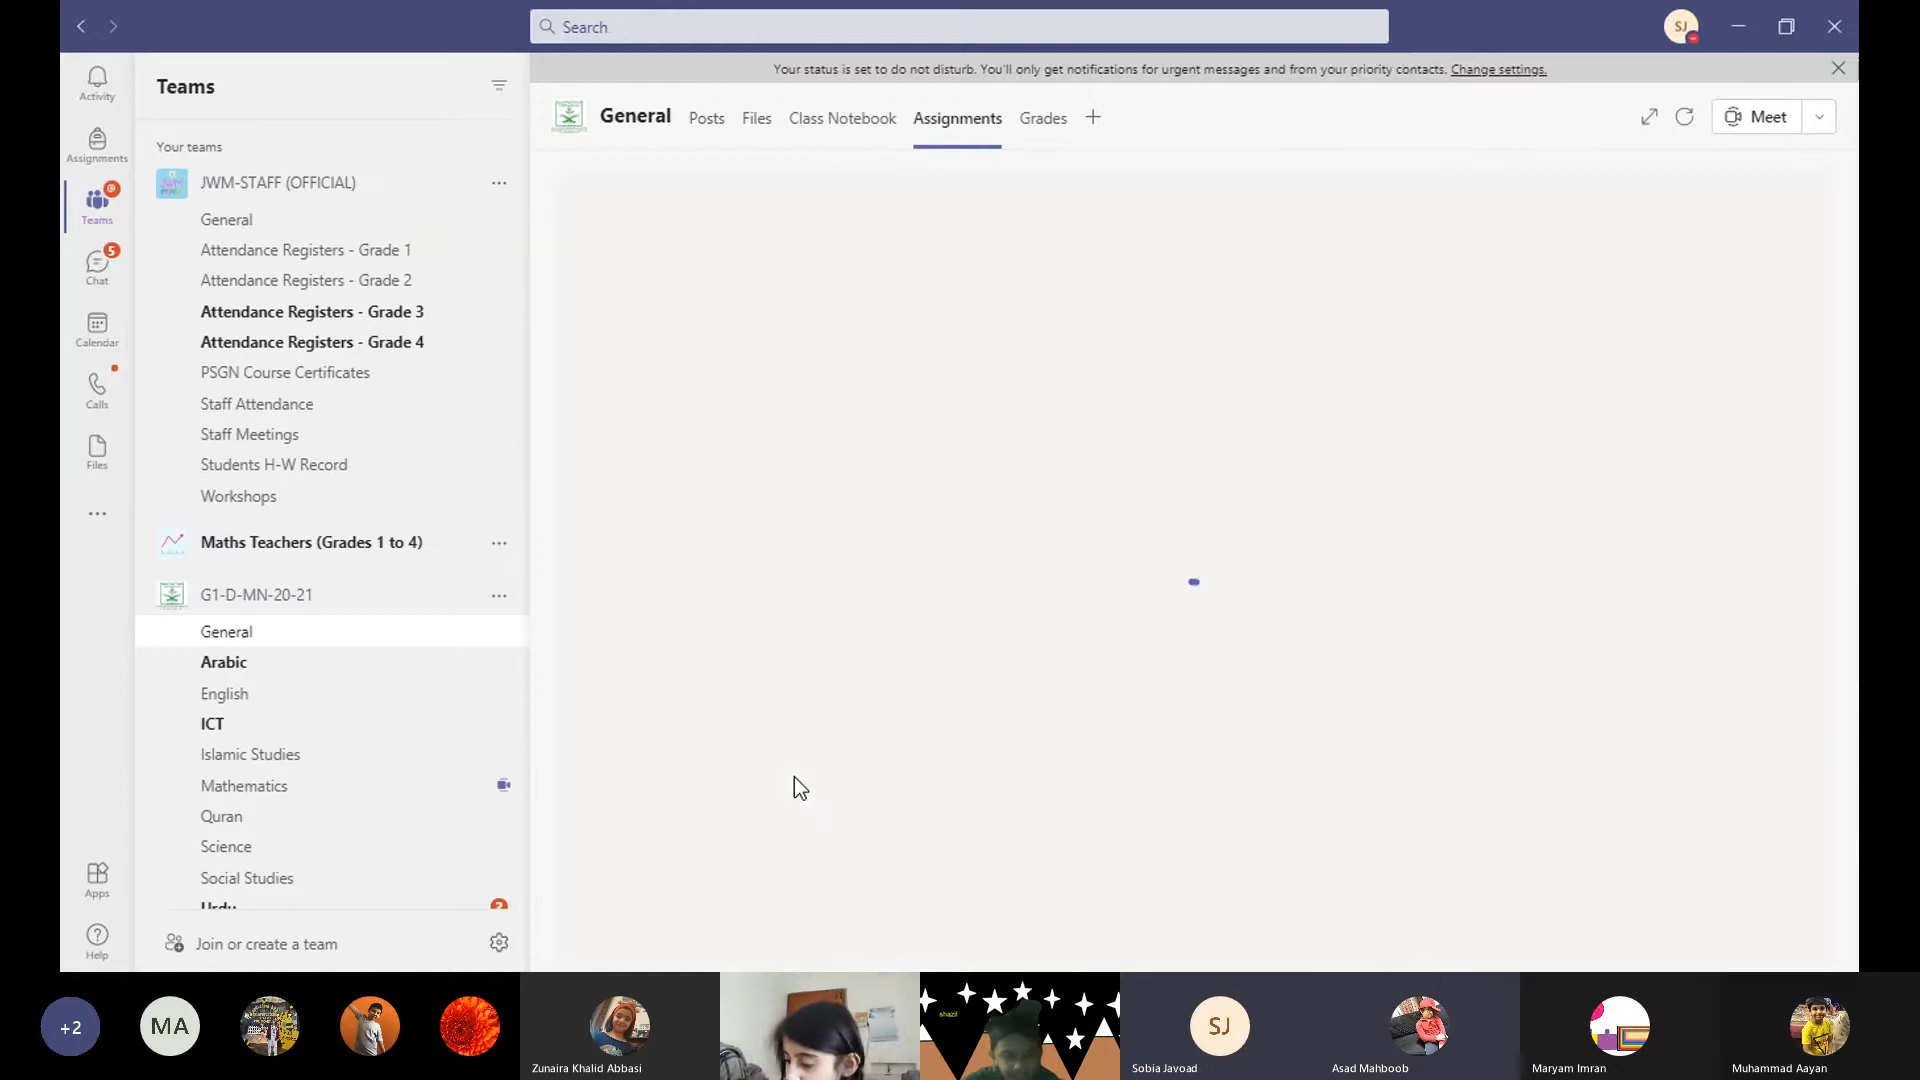 Search
SJ
Your status is set to do not disturb. You'll only get notifications for urgent messages and from your priority contacts. Change settings.
Activity
Assignments
Teams
Chat
5
Calendar
Calls
Files
Apps
Help
Teams
Your teams
JWM-STAFF (OFFICIAL)
General
Attendance Registers - Grade 1
Attendance Registers - Grade 2
Attendance Registers - Grade 3
Attendance Registers - Grade 4
PSGN Course Certificates
Staff Attendance
Staff Meetings
Students H-W Record
Workshops
Maths Teachers (Grades 1 to 4)
G1-D-MN-20-21
General
Arabic
English
ICT
Islamic Studies
Mathematics
Quran
Science
Social Studies
Urdu
Join or create a team
General Posts Files Class Notebook Assignments Grades
Meet
+2
MA
Zunaira Khalid Abbasi
shazil
SJ
Sobia Javoad
Asad Mahboob
Maryam Imran
Muhammad Aayan